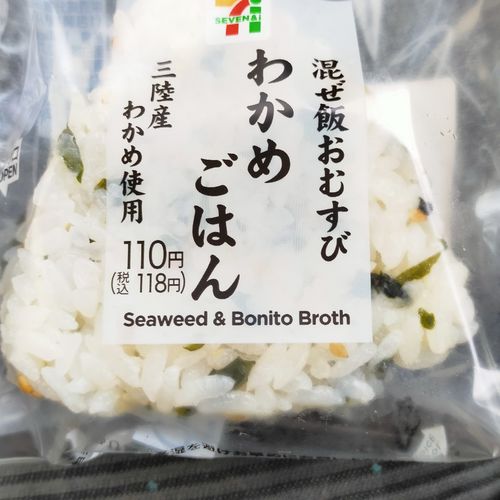 SEVEN&i
混ぜ飯おむすび
わかめ
ごはん
三陸産
わかめ使用
110円
(税込 118円)
Seaweed & Bonito Broth
OPEN